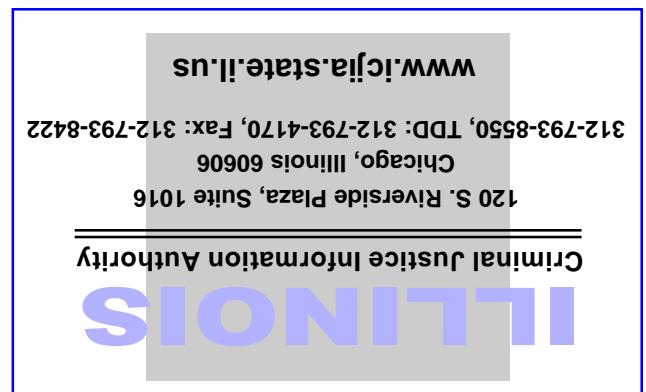 ILLINOIS
Criminal Justice Information Authority
120 S. Riverside Plaza, Suite 1016
Chicago, Illinois 60606
312-793-8550, TDD: 312-793-4170, Fax: 312-793-8422
www.icjia.state.il.us